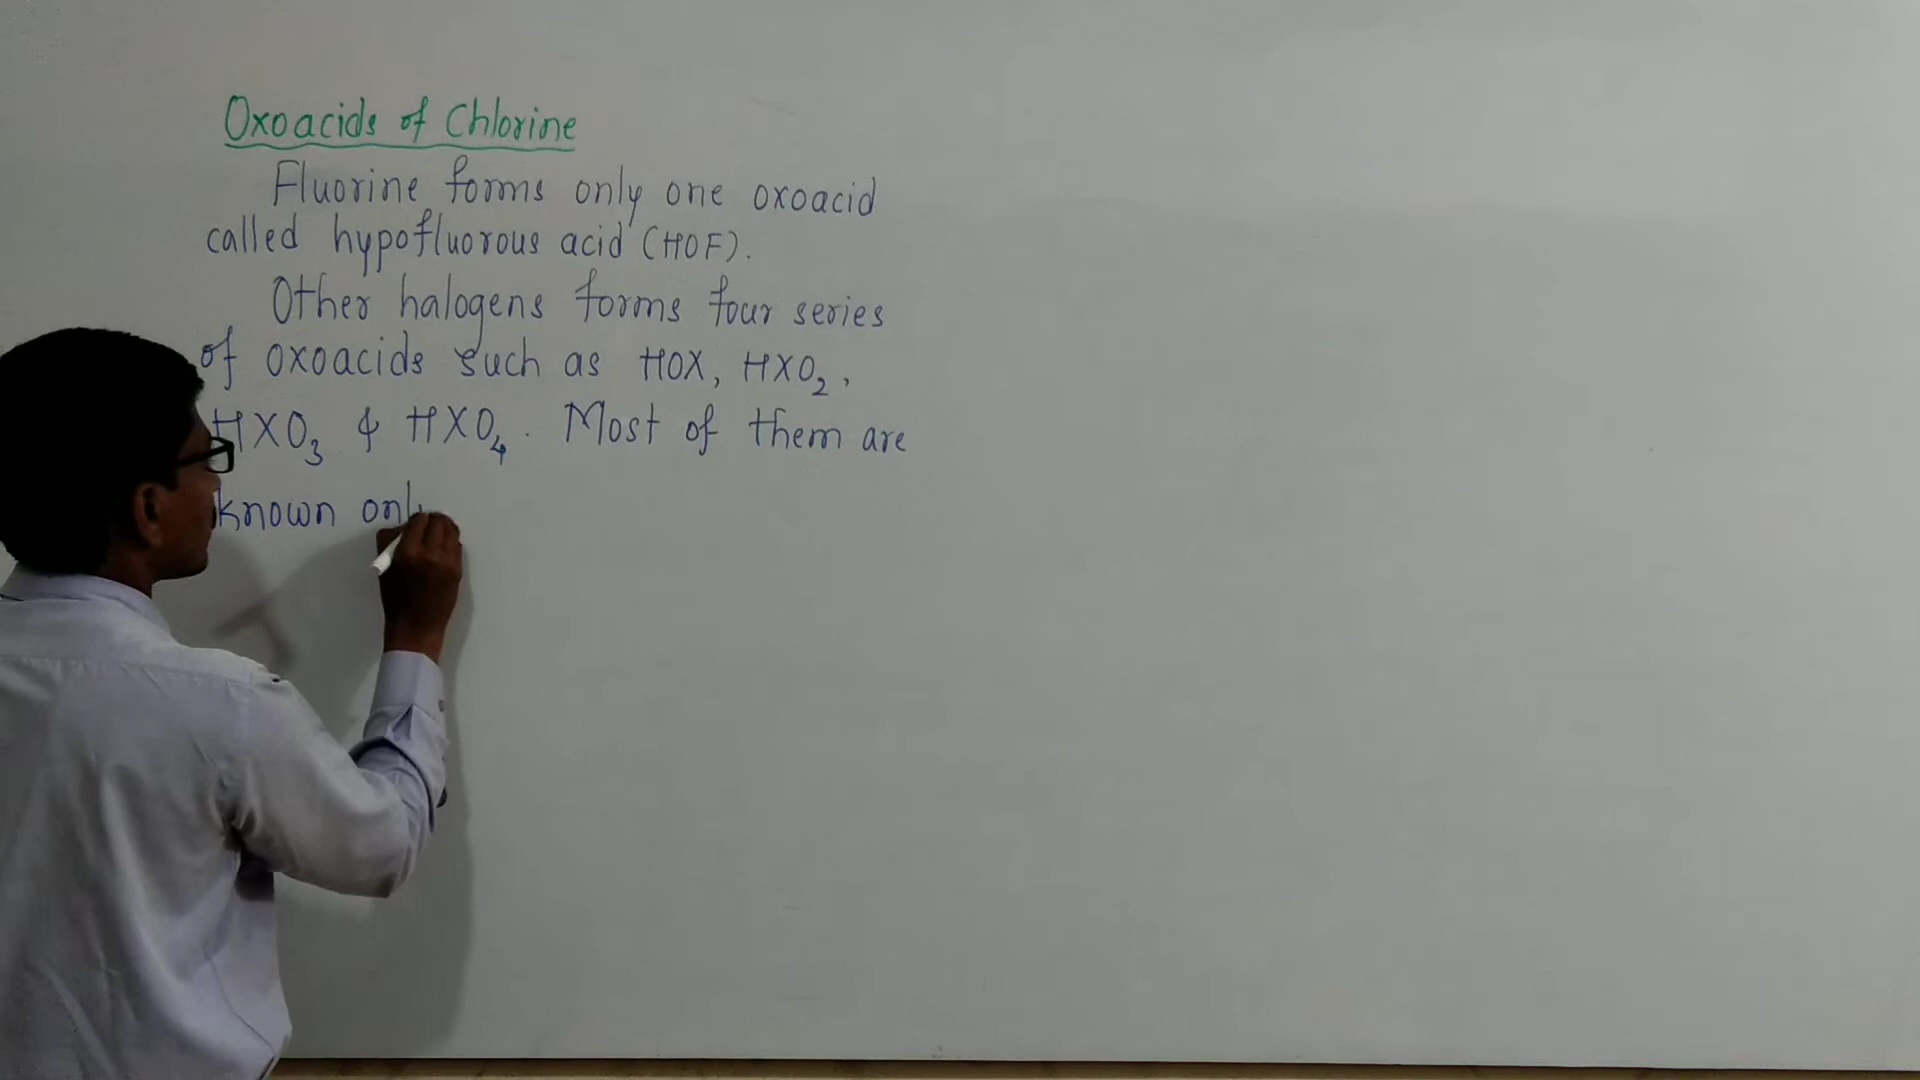 Oxoacids of Chlorine
Fluorine forms only one oxoacid
called hypofluorous acid (HOF).
Other halogens forms four series
of oxoacids such as HOX, HXO₂,
HXO₃ & HXO₄. Most of them are
known onl